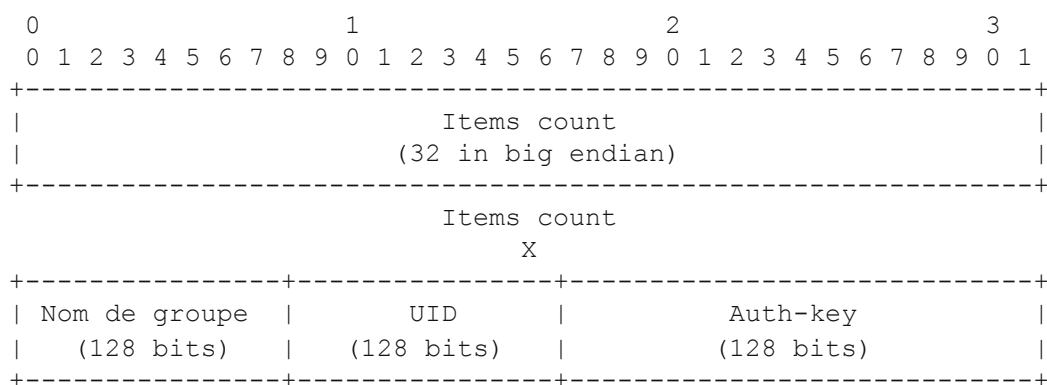 0 1 2 3
0 1 2 3 4 5 6 7 8 9 0 1 2 3 4 5 6 7 8 9 0 1 2 3 4 5 6 7 8 9 0 1
+---------------------------------------------------------------+
| Items count |
| (32 in big endian) |
+---------------------------------------------------------------+
Items count
X
+----------------+----------------+-----------------------------+
| Nom de groupe | UID | Auth-key |
| (128 bits) | (128 bits) | (128 bits) |
+----------------+----------------+-----------------------------+